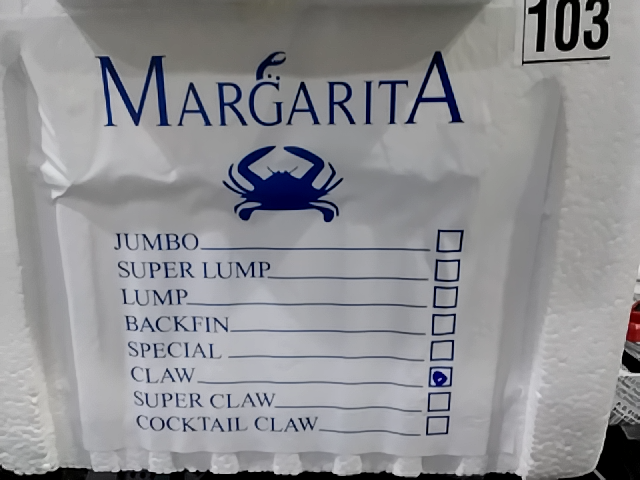 103
MARGARITA
JUMBO
SUPER LUMP
LUMP
BACKFIN
SPECIAL
CLAW
SUPER CLAW
COCKTAIL CLAW